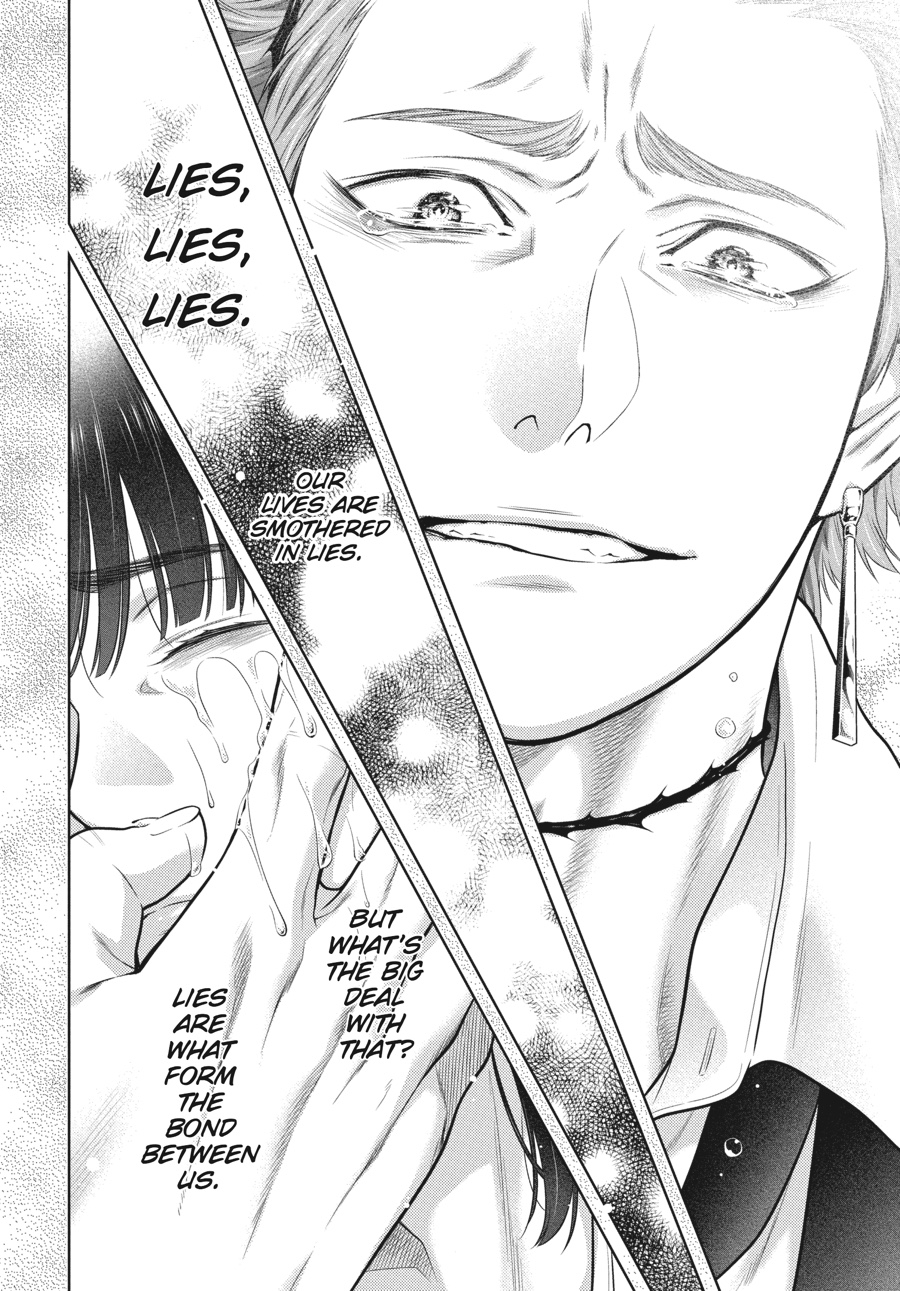 LIES,
LIES,
LIES.
OUR
LIVES ARE
SMOTHERED
IN LIES.
BUT
WHAT'S
THE BIG
DEAL
WITH
THAT?
LIES
ARE
WHAT
FORM
THE
BOND
BETWEEN
US.